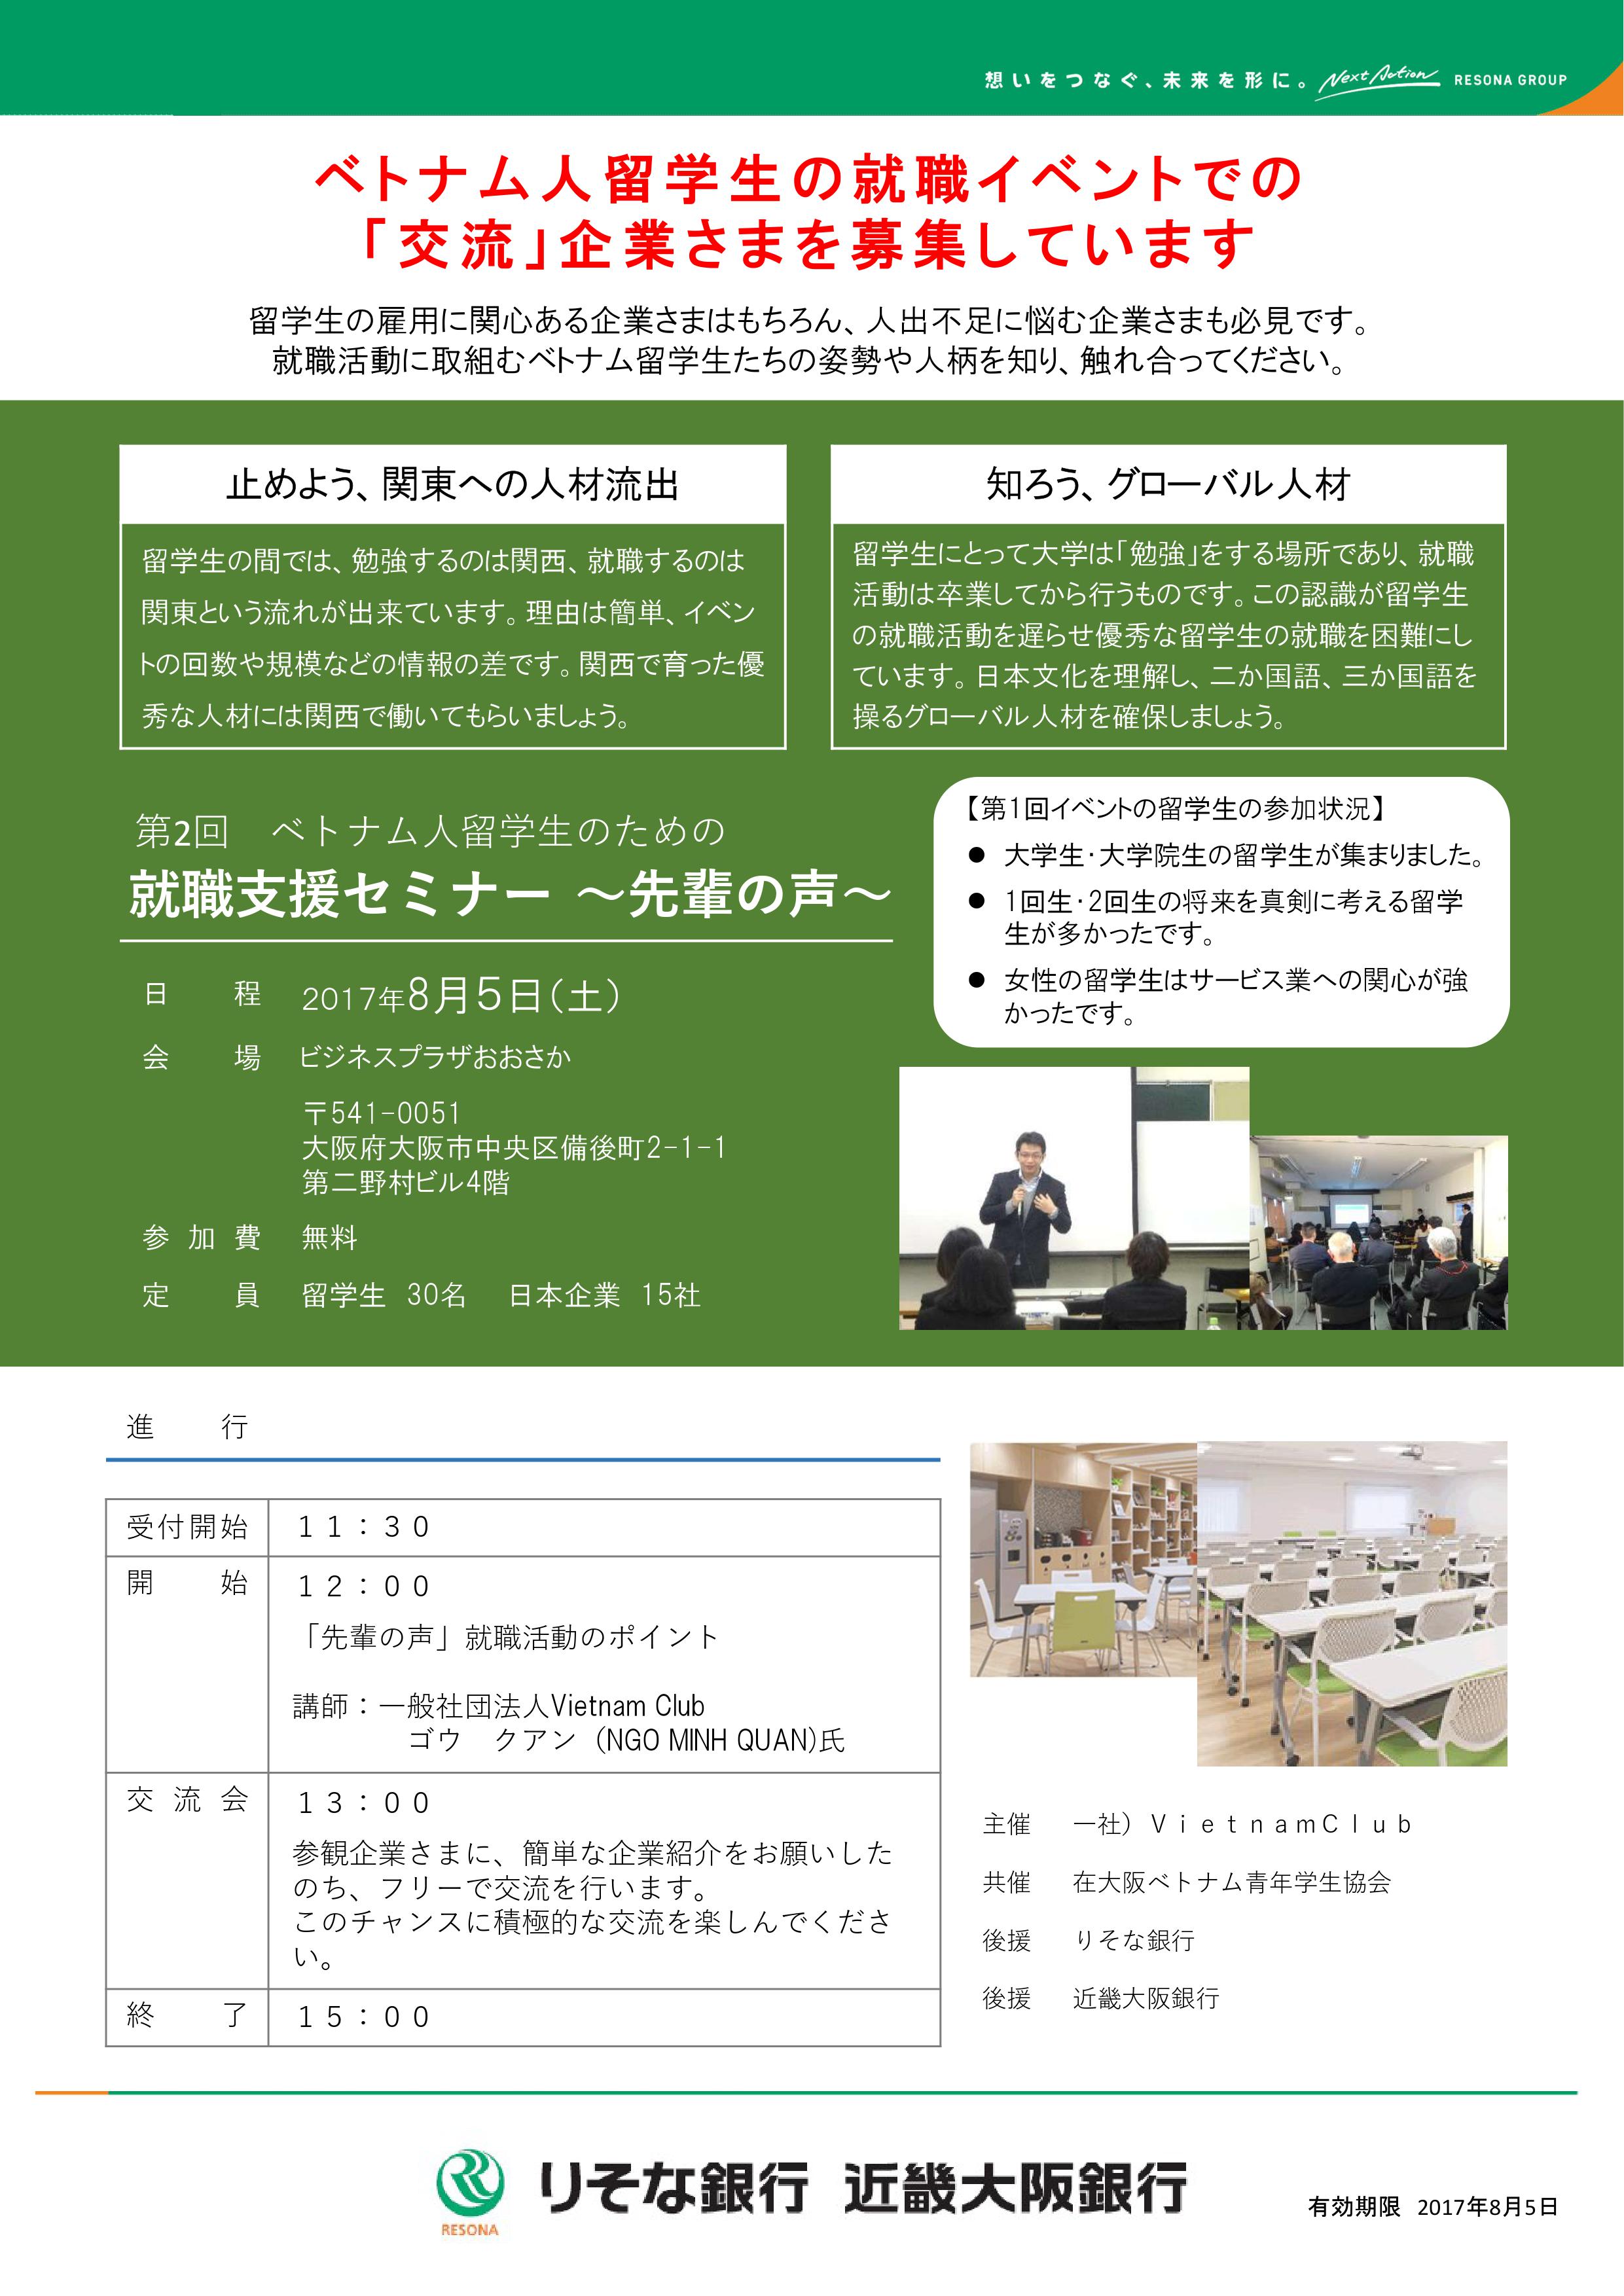 想いをつなぐ、未来を形に。 Next Action RESONA GROUP
ベトナム人留学生の就職イベントでの
「交流」企業さまを募集しています
留学生の雇用に関心ある企業さまはもちろん、人出不足に悩む企業さまも必見です。
就職活動に取組むベトナム留学生たちの姿勢や人柄を知り、触れ合ってください。
止めよう、関東への人材流出
留学生の間では、勉強するのは関西、就職するのは
関東という流れが出来ています。理由は簡単、イベン
トの回数や規模などの情報の差です。関西で育った優
秀な人材には関西で働いてもらいましょう。
知ろう、グローバル人材
留学生にとって大学は「勉強」をする場所であり、就職
活動は卒業してから行うものです。この認識が留学生
の就職活動を遅らせ優秀な留学生の就職を困難にし
ています。日本文化を理解し、二か国語、三か国語を
操るグローバル人材を確保しましょう。
第2回　ベトナム人留学生のための
就職支援セミナー ～先輩の声～
日　　程　2017年8月5日（土）
会　　場　ビジネスプラザおおさか
〒541-0051
大阪府大阪市中央区備後町2-1-1
第二野村ビル4階
参 加 費　無料
定　　員　留学生　30名　日本企業　15社
【第1回イベントの留学生の参加状況】
● 大学生・大学院生の留学生が集まりました。
● 1回生・2回生の将来を真剣に考える留学
生が多かったです。
● 女性の留学生はサービス業への関心が強
かったです。
進　　行
受付開始　１１：３０
開　　始　１２：００
「先輩の声」就職活動のポイント
講師：一般社団法人Vietnam Club
ゴウ　クアン（NGO MINH QUAN)氏
交 流 会　１３：００
参観企業さまに、簡単な企業紹介をお願いした
のち、フリーで交流を行います。
このチャンスに積極的な交流を楽しんでくださ
い。
終　　了　１５：００
主催　一社）ＶｉｅｔｎａｍＣｌｕｂ
共催　在大阪ベトナム青年学生協会
後援　りそな銀行
後援　近畿大阪銀行
RESONA
りそな銀行 近畿大阪銀行
有効期限　2017年8月5日